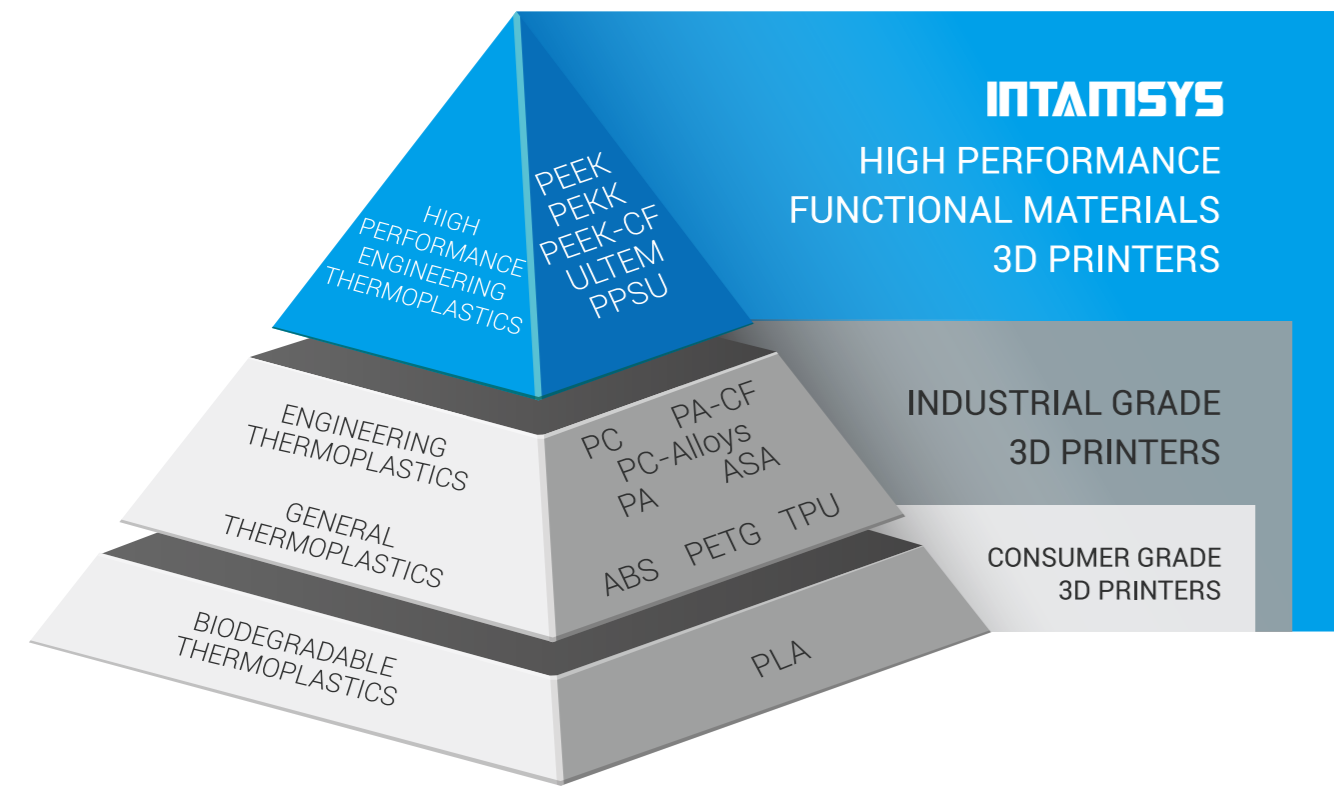 INTAMSYS
HIGH PERFORMANCE
FUNCTIONAL MATERIALS
3D PRINTERS
HIGH
PERFORMANCE
ENGINEERING
THERMOPLASTICS
PEEK
PEKK
PEEK-CF
ULTEM
PPSU
INDUSTRIAL GRADE
3D PRINTERS
ENGINEERING
THERMOPLASTICS
PC PA-CF
PC-Alloys
PA ASA
GENERAL
THERMOPLASTICS
ABS PETG TPU
CONSUMER GRADE
3D PRINTERS
BIODEGRADABLE
THERMOPLASTICS
PLA